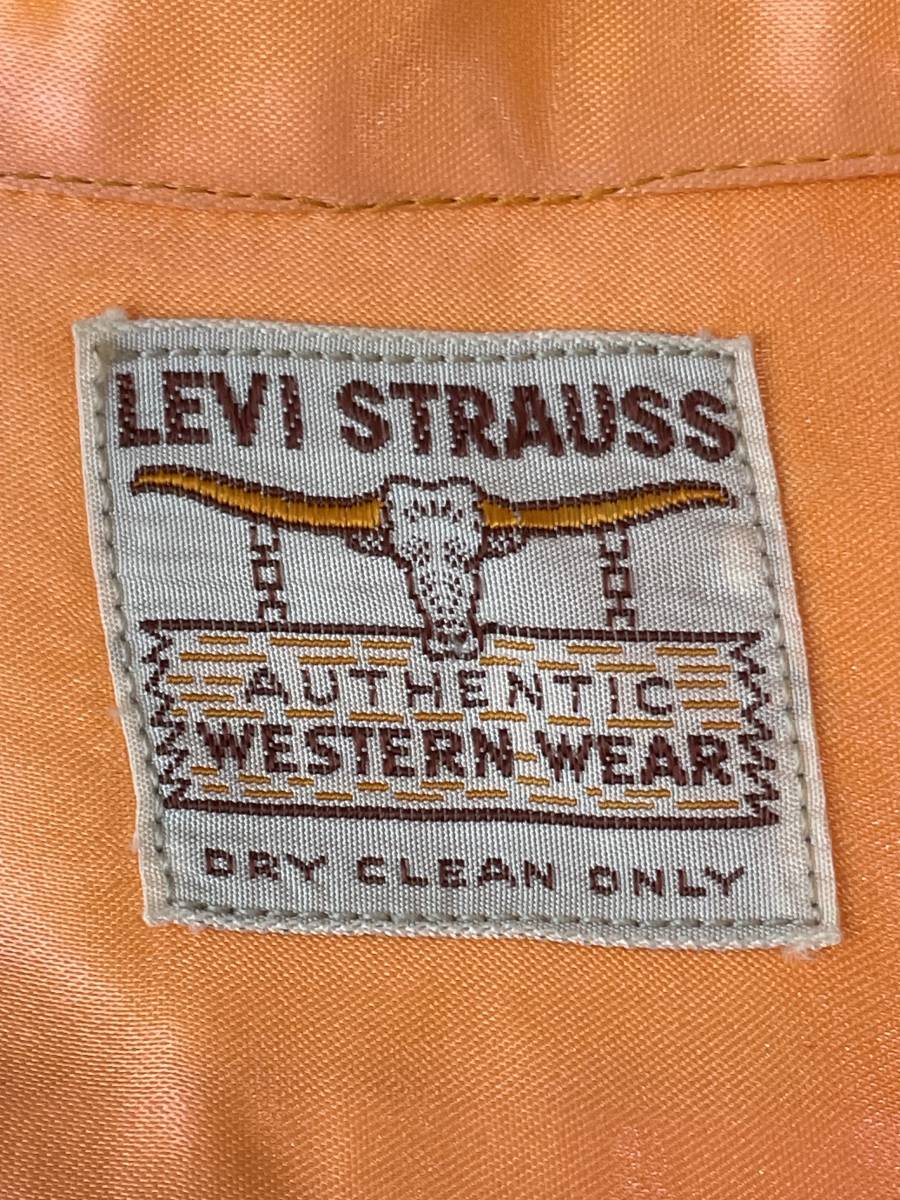 LEVI STRAUSS
AUTHENTIC
WESTERN WEAR
DRY CLEAN ONLY